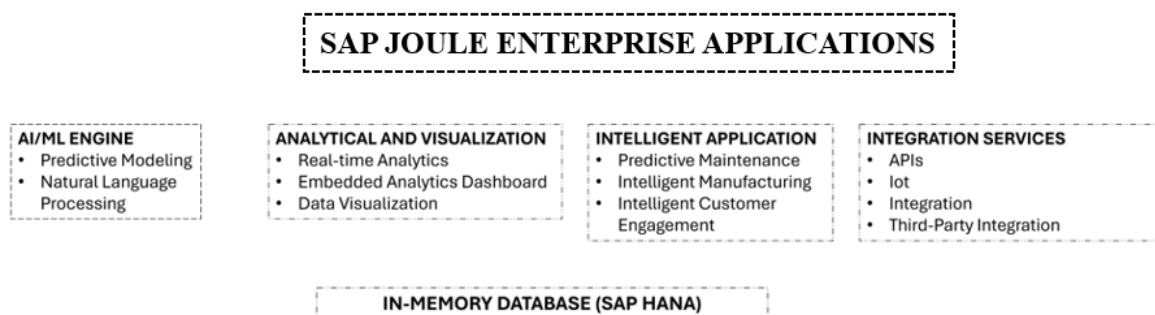 SAP JOULE ENTERPRISE APPLICATIONS
AI/ML ENGINE
• Predictive Modeling
• Natural Language
Processing
ANALYTICAL AND VISUALIZATION
• Real-time Analytics
• Embedded Analytics Dashboard
• Data Visualization
INTELLIGENT APPLICATION
• Predictive Maintenance
• Intelligent Manufacturing
• Intelligent Customer
Engagement
INTEGRATION SERVICES
• APIs
• Iot
• Integration
• Third-Party Integration
IN-MEMORY DATABASE (SAP HANA)